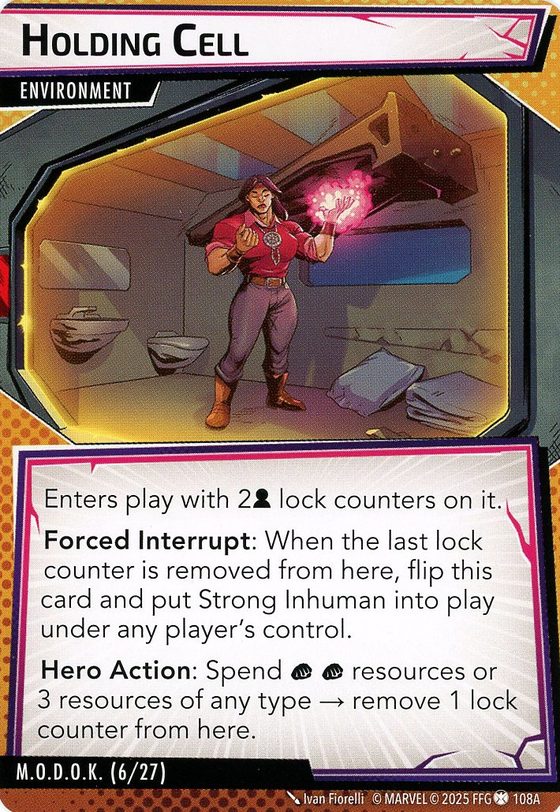 Holding Cell
ENVIRONMENT
Enters play with 2 lock counters on it.
Forced Interrupt: When the last lock
counter is removed from here, flip this
card and put Strong Inhuman into play
under any player's control.
Hero Action: Spend resources or
3 resources of any type → remove 1 lock
counter from here.
M.O.D.O.K. (6/27)
Ivan Fiorelli © MARVEL © 2025 FFG 108A